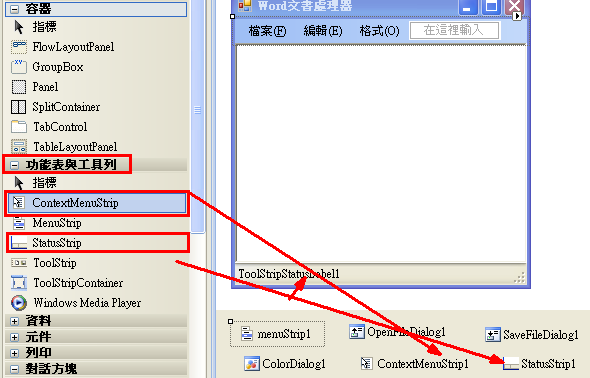 容器
指標
FlowLayoutPanel
GroupBox
Panel
SplitContainer
TabControl
TableLayoutPanel
功能表與工具列
指標
ContextMenuStrip
MenuStrip
StatusStrip
ToolStrip
ToolStripContainer
Windows Media Player
資料
元件
列印
對話方塊
Word文書處理器
檔案(F) 編輯(E) 格式(O) 在這裡輸入
ToolStripStatusLabel1
menuStrip1 OpenFileDialog1 SaveFileDialog1
ColorDialog1 ContextMenuStrip1 StatusStrip1